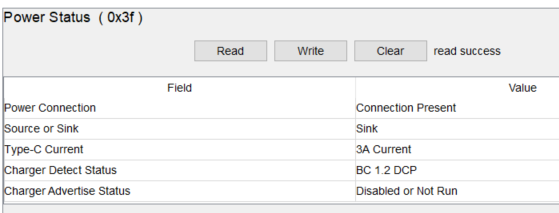 Power Status ( 0x3f )
Read Write Clear read success
Field Value
Power Connection Connection Present
Source or Sink Sink
Type-C Current 3A Current
Charger Detect Status BC 1.2 DCP
Charger Advertise Status Disabled or Not Run